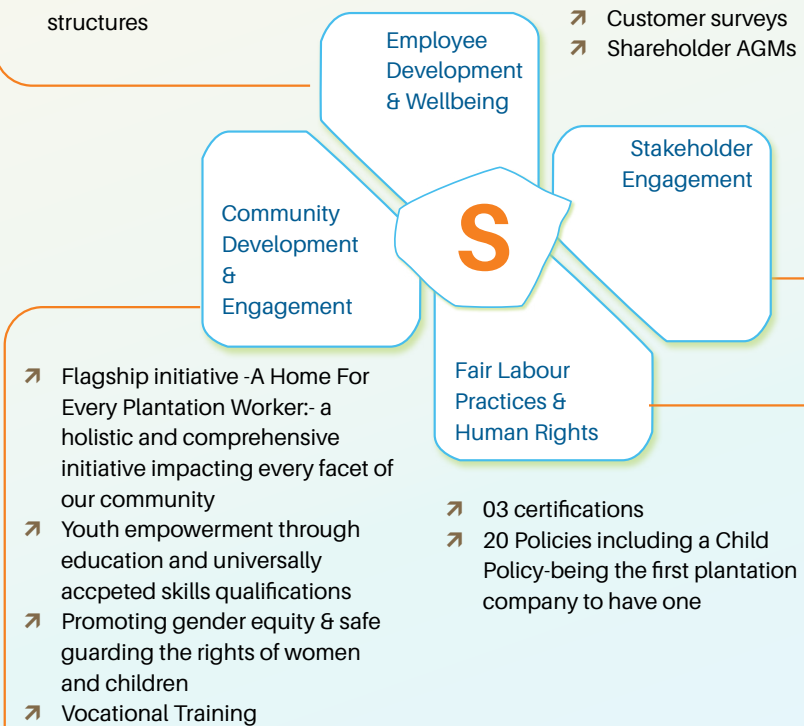 structures
Customer surveys
Shareholder AGMs
Employee
Development
& Wellbeing
Stakeholder
Engagement
Community
Development
&
Engagement
S
Fair Labour
Practices &
Human Rights
Flagship initiative -A Home For
Every Plantation Worker:- a
holistic and comprehensive
initiative impacting every facet of
our community
Youth empowerment through
education and universally
accpeted skills qualifications
Promoting gender equity & safe
guarding the rights of women
and children
Vocational Training
03 certifications
20 Policies including a Child
Policy-being the first plantation
company to have one